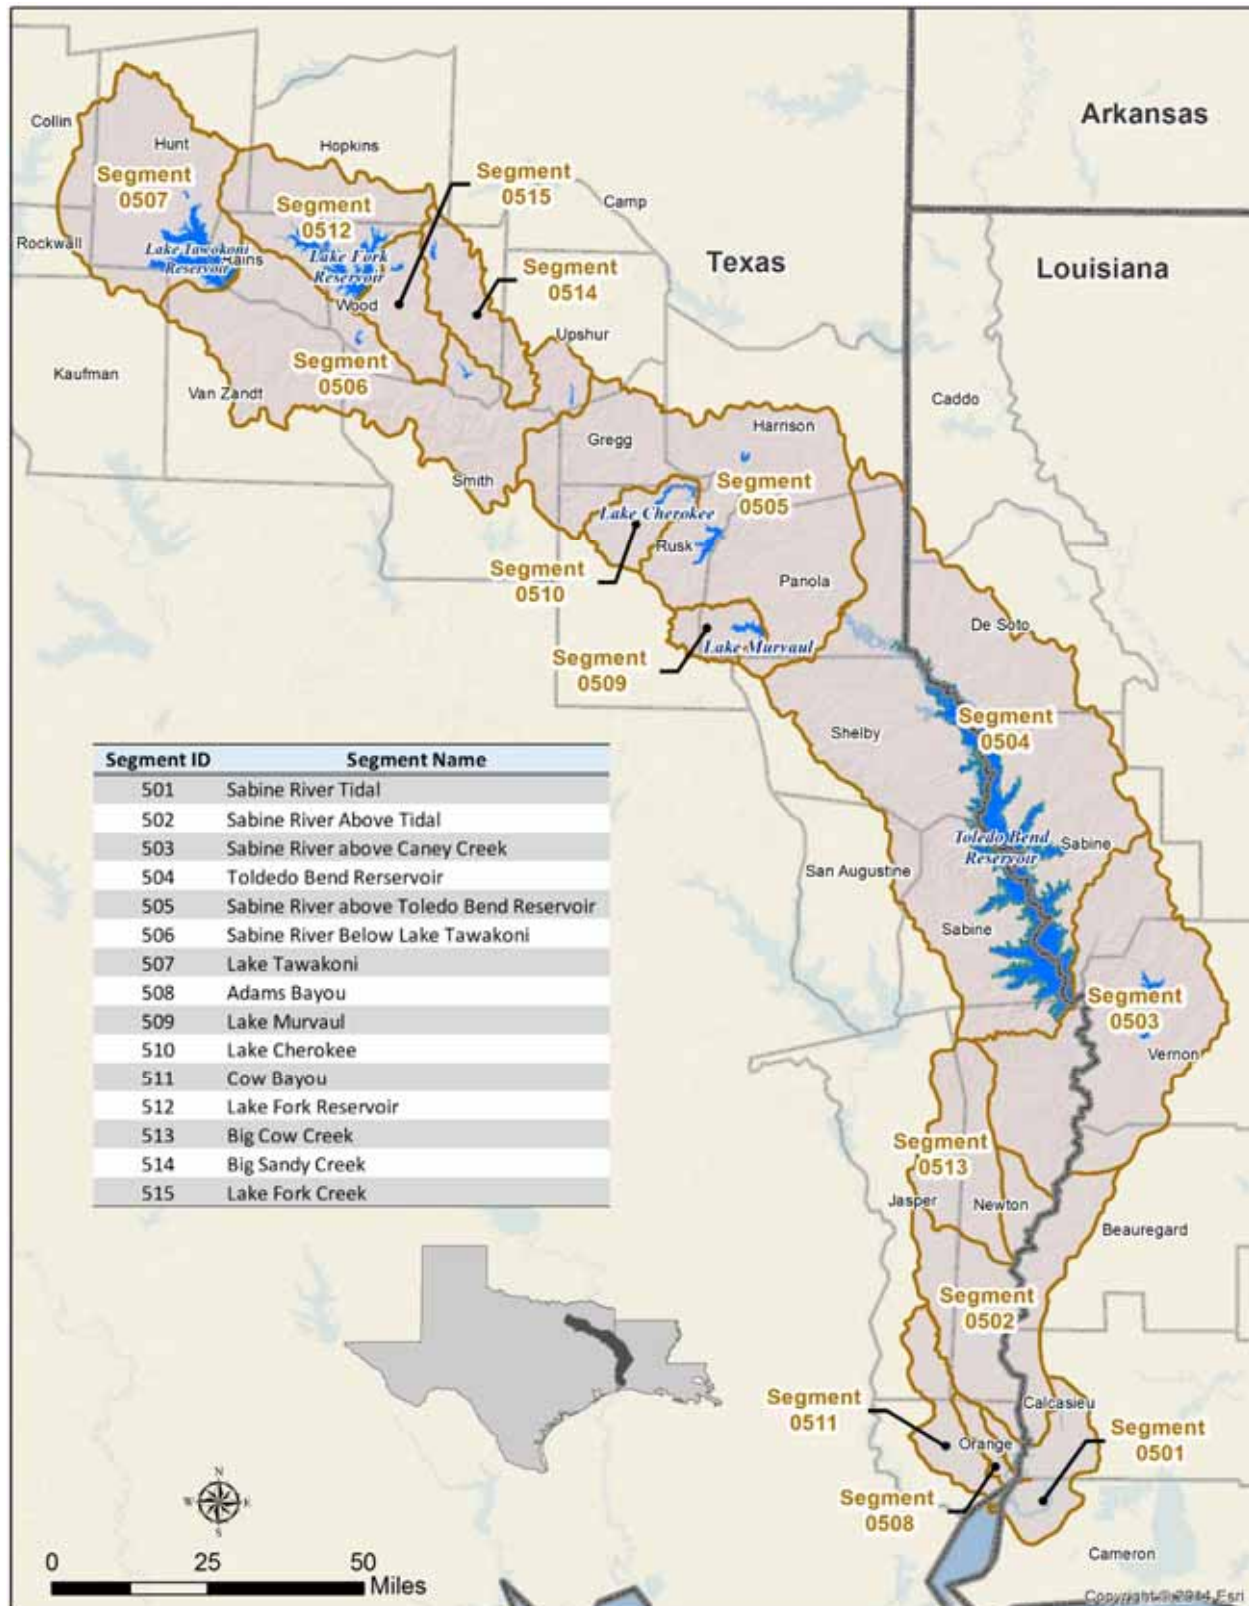 Arkansas
Collin
Hunt
Hopkins
Segment
0507
Segment
0515
Segment
0512
Camp
Rockwall
Lake Tawokoni
Reservoir
Rains
Lake Fork
Reservoir
Texas
Louisiana
Segment
0514
Wood
Upshur
Segment
0506
Kaufman
Van Zandt
Caddo
Gregg
Harrison
Smith
Segment
0505
Lake Cherokee
Rusk
Segment
0510
Panola
De Soto
Lake Murvaul
Segment
0509
Segment
0504
Shelby
Toledo Bend
Reservoir
Sabine
San Augustine
Sabine
Segment
0503
Vernon
Segment ID Segment Name
501 Sabine River Tidal
502 Sabine River Above Tidal
503 Sabine River above Caney Creek
504 Toldedo Bend Rerservoir
505 Sabine River above Toledo Bend Reservoir
506 Sabine River Below Lake Tawakoni
507 Lake Tawakoni
508 Adams Bayou
509 Lake Murvaul
510 Lake Cherokee
511 Cow Bayou
512 Lake Fork Reservoir
513 Big Cow Creek
514 Big Sandy Creek
515 Lake Fork Creek
Segment
0513
Jasper
Newton
Beauregard
Segment
0502
Segment
0511
Calcasieu
Orange
Segment
0501
Segment
0508
Cameron
N
W E
S
0 25 50
Miles
Copyright:© 2014 Esri